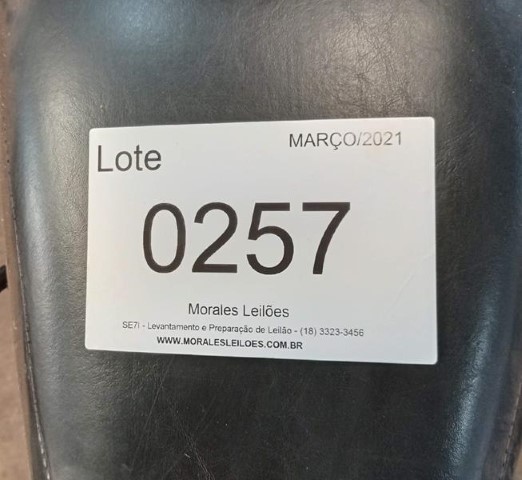 MARÇO/2021
Lote
0257
Morales Leilões
SE7I - Levantamento e Preparação de Leilão - (18) 3323-3456
WWW.MORALESLEILOES.COM.BR